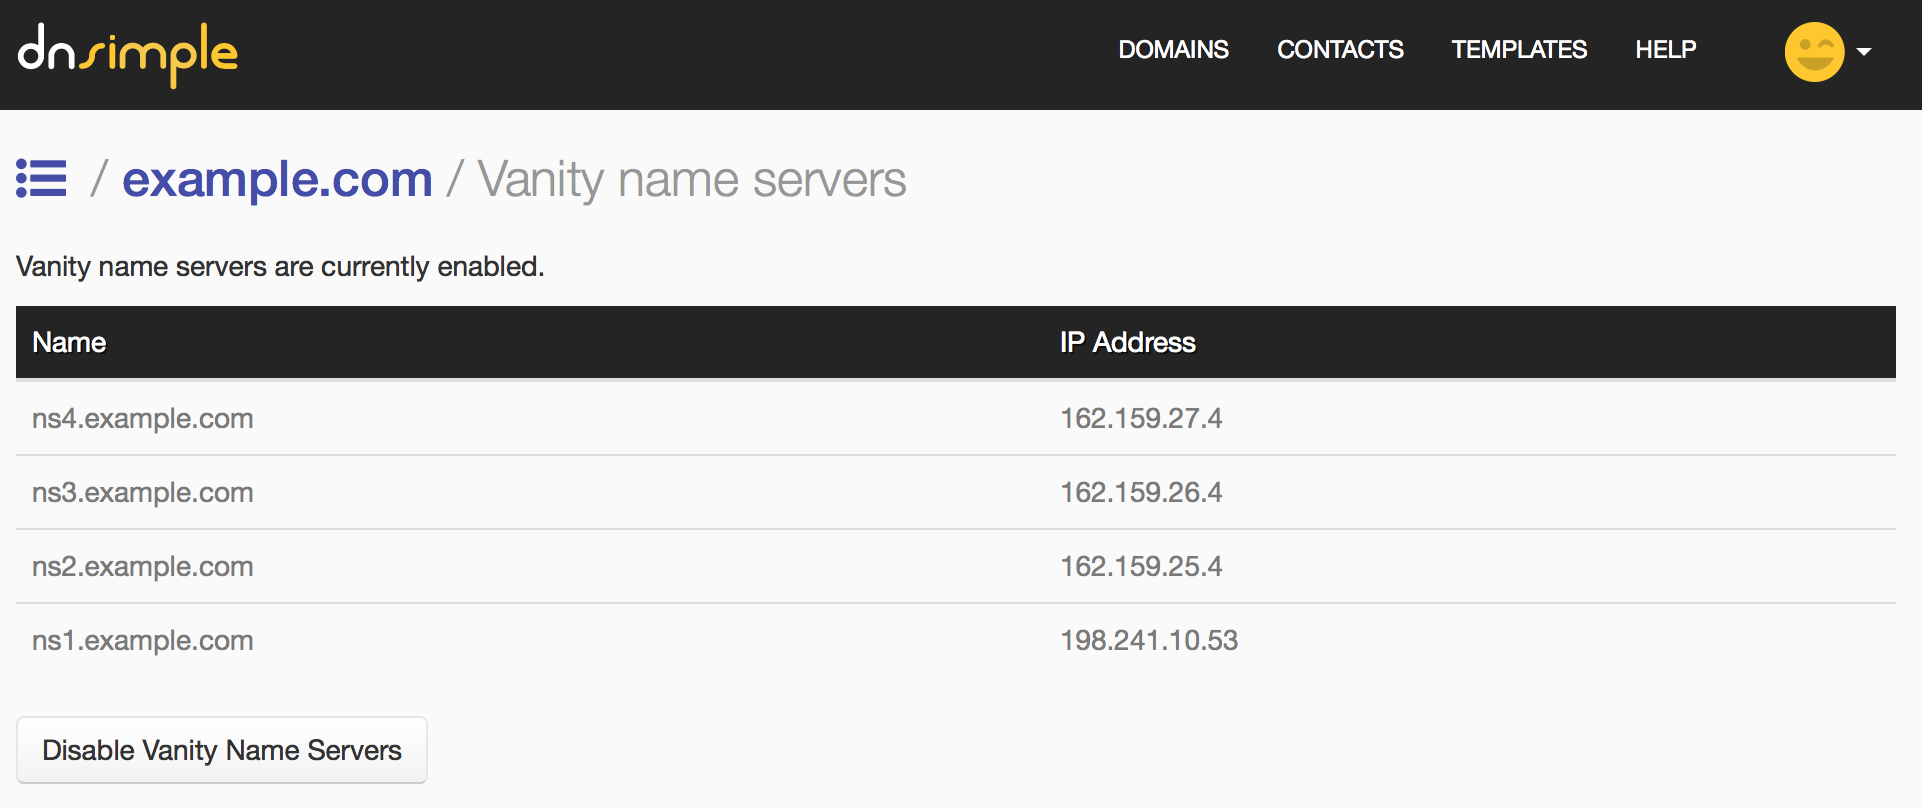 dnsimple DOMAINS CONTACTS TEMPLATES HELP
/ example.com / Vanity name servers
Vanity name servers are currently enabled.
Name IP Address
ns4.example.com 162.159.27.4
ns3.example.com 162.159.26.4
ns2.example.com 162.159.25.4
ns1.example.com 198.241.10.53
Disable Vanity Name Servers